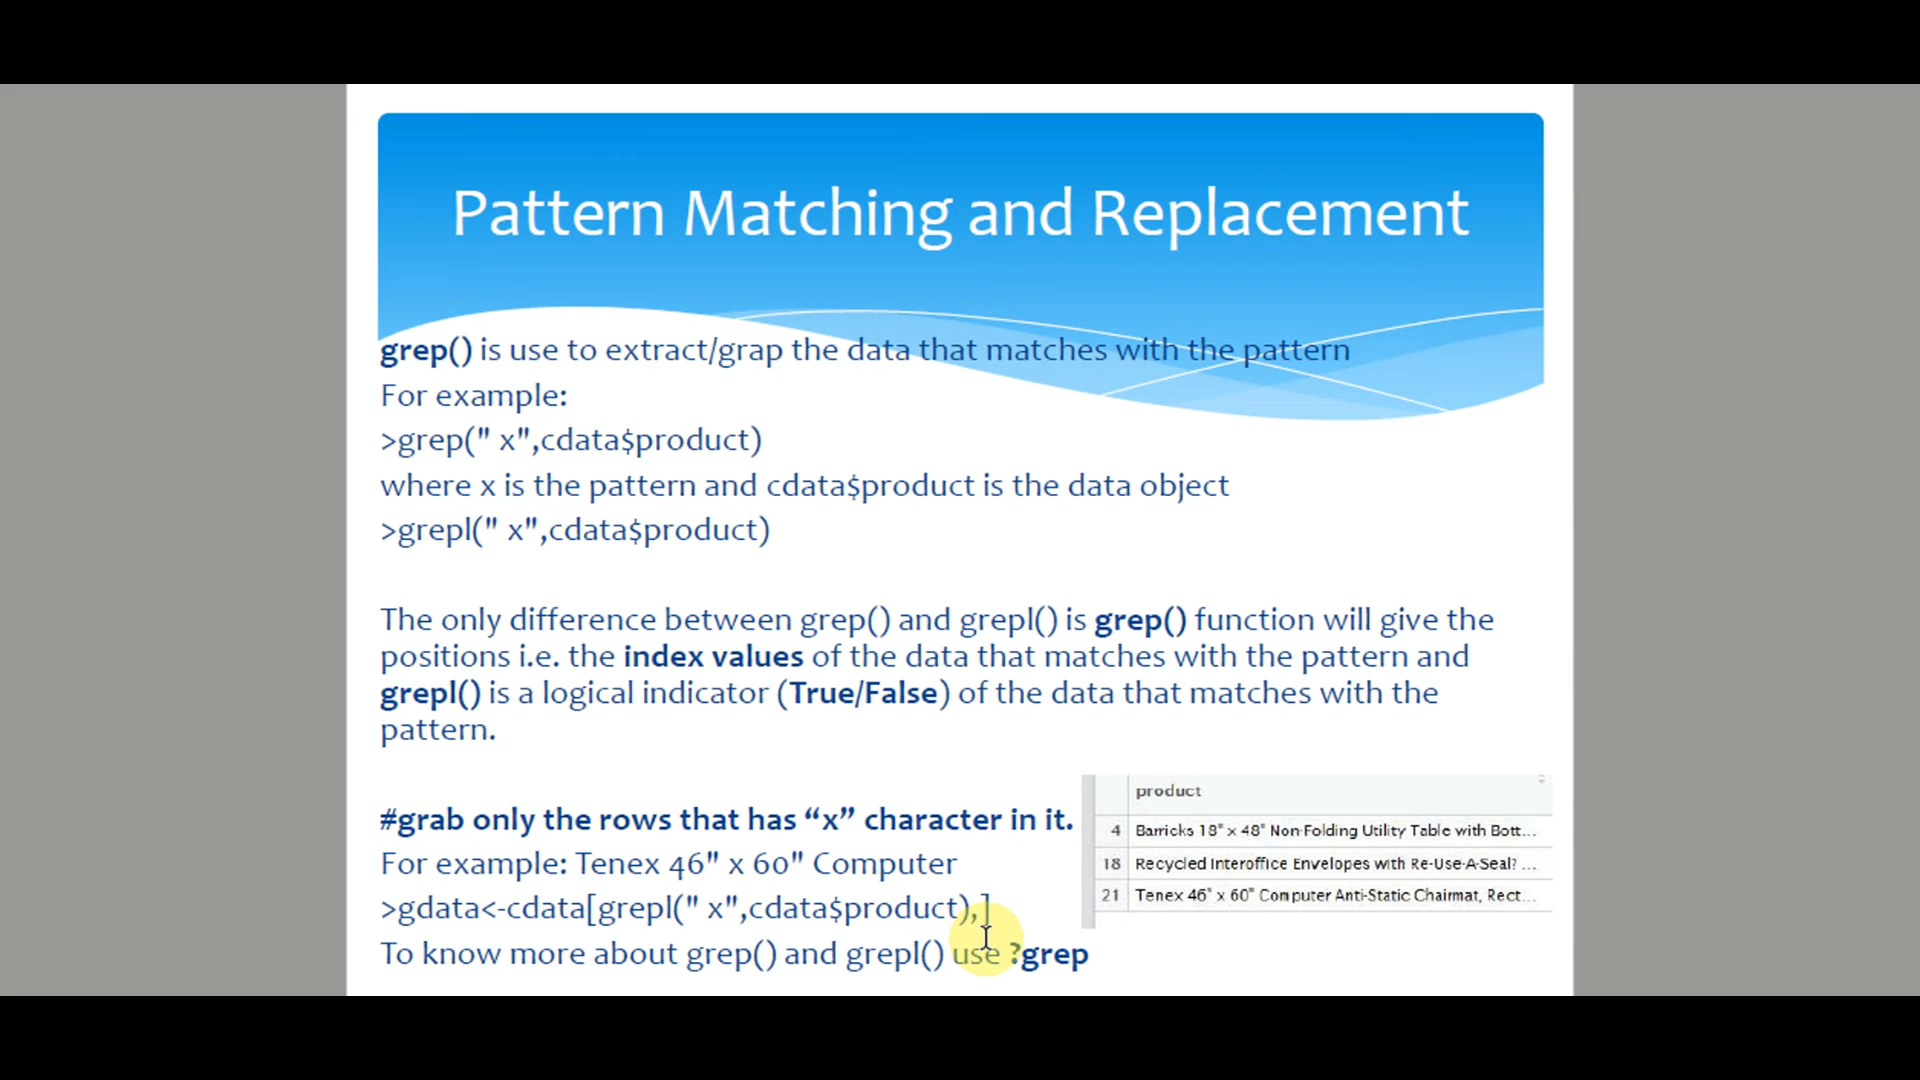 Pattern Matching and Replacement
grep() is use to extract/grap the data that matches with the pattern
For example:
>grep(" x",cdata$product)
where x is the pattern and cdata$product is the data object
>grepl(" x",cdata$product)
The only difference between grep() and grepl() is grep() function will give the
positions i.e. the index values of the data that matches with the pattern and
grepl() is a logical indicator (True/False) of the data that matches with the
pattern.
#grab only the rows that has “x” character in it.
For example: Tenex 46" x 60" Computer
>gdata<-cdata[grepl(" x",cdata$product),]
To know more about grep() and grepl() use ?grep
product
4 Barricks 18" x 48" Non-Folding Utility Table with Bott...
18 Recycled Interoffice Envelopes with Re-Use-A-Seal? ...
21 Tenex 46" x 60" Computer Anti-Static Chairmat, Rect...